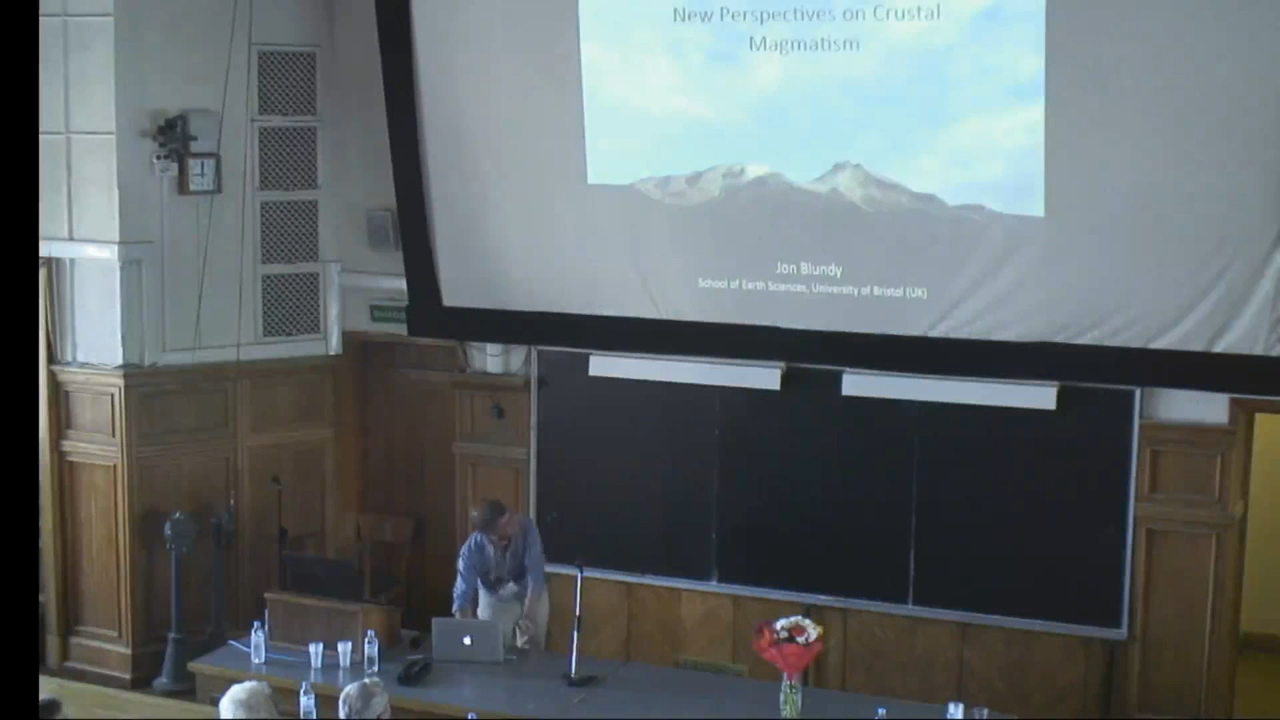 New Perspectives on Crustal
Magmatism
Jon Blundy
School of Earth Sciences, University of Bristol (UK)